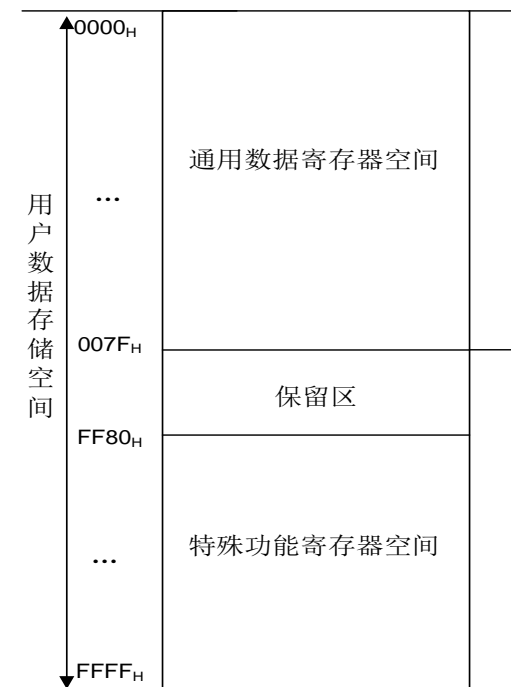 0000H
通用数据寄存器空间
...
用户数据存储空间
007FH
保留区
FF80H
特殊功能寄存器空间
...
FFFFH